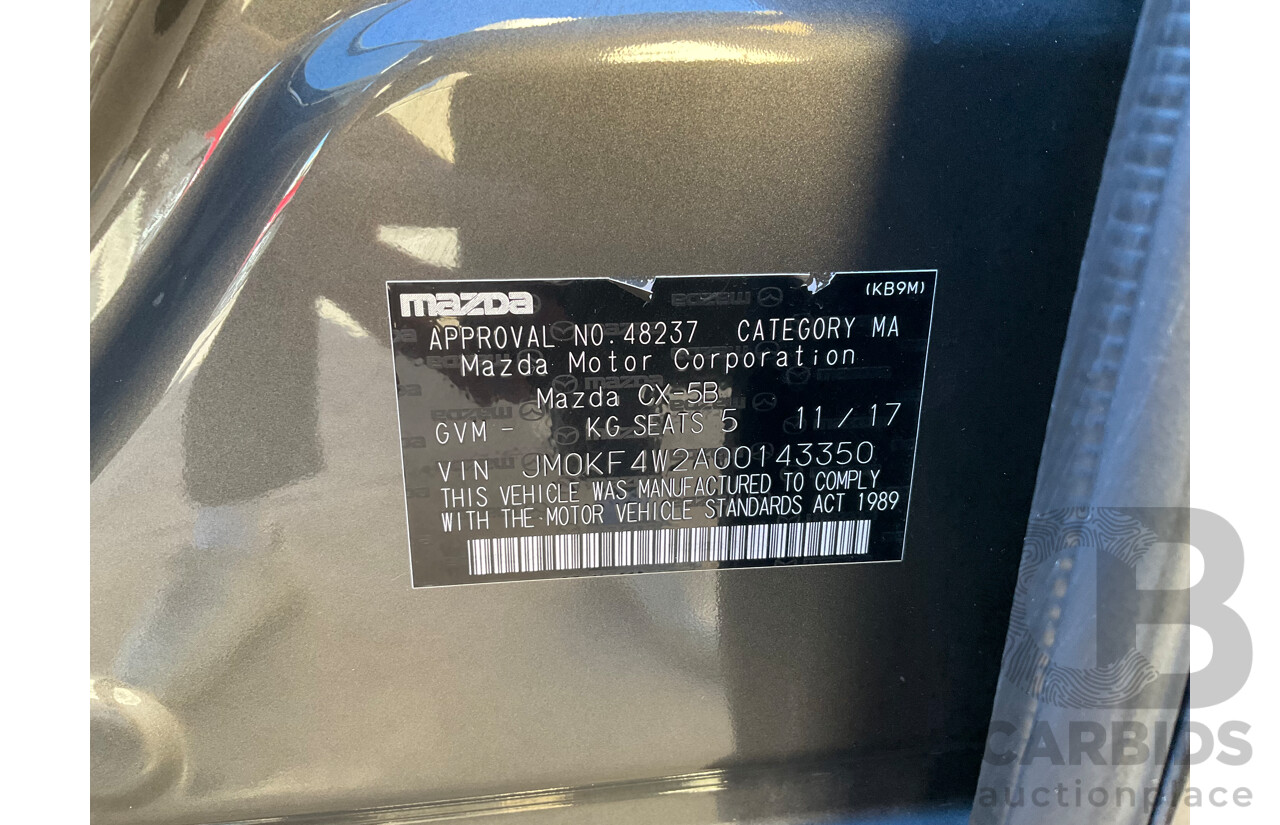 mazda (KB9M)
APPROVAL NO. 48237 CATEGORY MA
Mazda Motor Corporation
Mazda CX-5B
GVM - KG SEATS 5 11 / 17
VIN JM0KF4W2A00143350
THIS VEHICLE WAS MANUFACTURED TO COMPLY
WITH THE MOTOR VEHICLE STANDARDS ACT 1989
CARBIDS
auctionplace